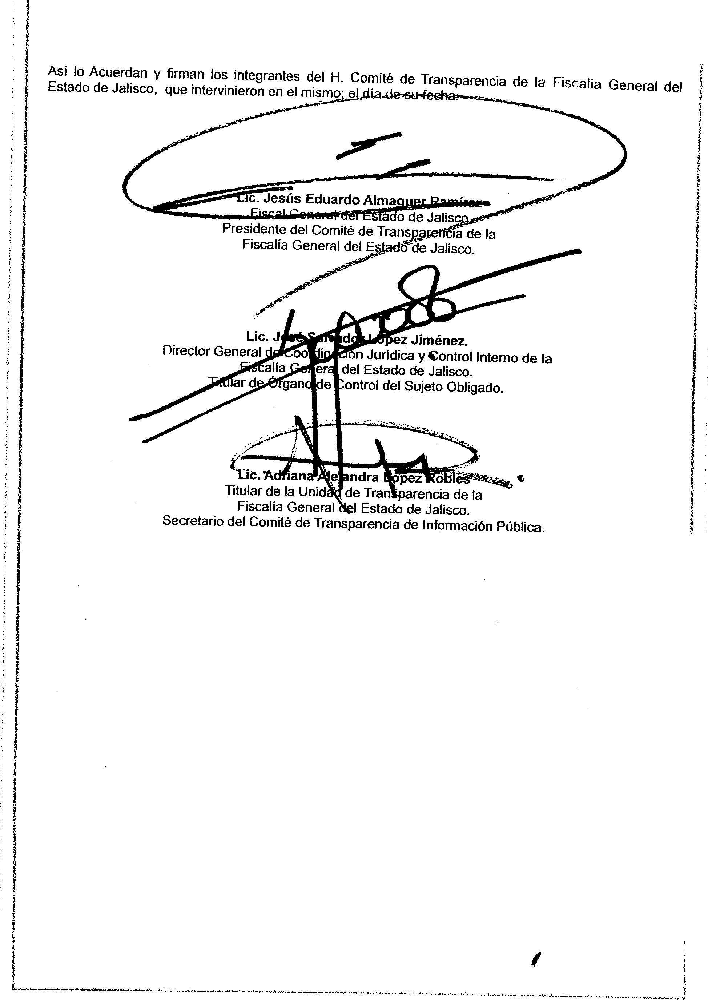 Así lo Acuerdan y firman los integrantes del H. Comité de Transparencia de la Fiscalía General del
Estado de Jalisco, que intervinieron en el mismo; el día de su fecha.
Lic. Jesús Eduardo Almaguer Ramírez
Fiscal General del Estado de Jalisco
Presidente del Comité de Transparencia de la
Fiscalía General del Estado de Jalisco.
Lic. José Salvador López Jiménez.
Director General de Coordinación Jurídica y Control Interno de la
Fiscalía General del Estado de Jalisco.
Titular de Órgano de Control del Sujeto Obligado.
Lic. Adriana Alejandra López Robles
Titular de la Unidad de Transparencia de la
Fiscalía General del Estado de Jalisco.
Secretario del Comité de Transparencia de Información Pública.